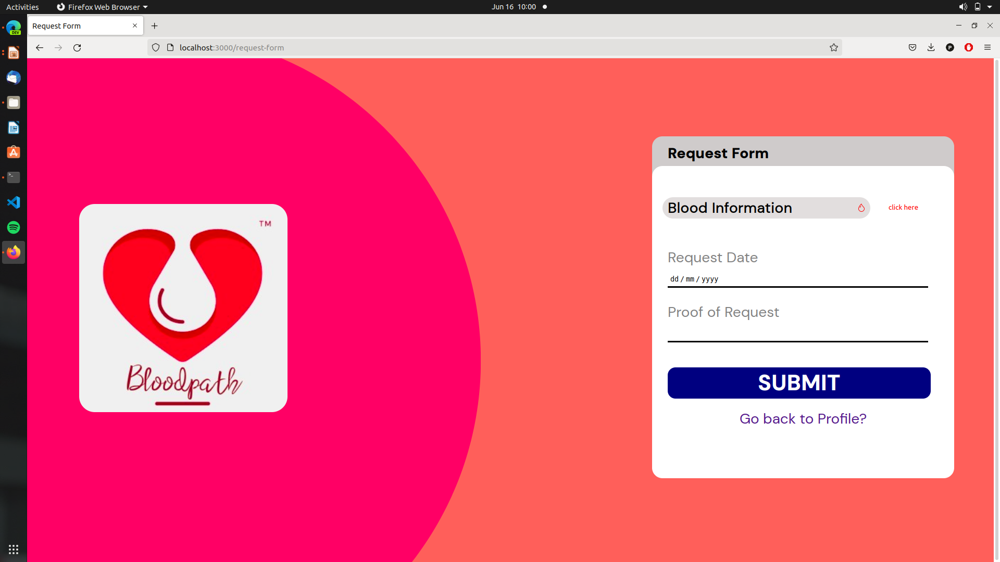 Activities
Firefox Web Browser
Jun 16 10:00
Request Form
localhost:3000/request-form
P
DEV
TM
Bloodpath
Request Form
Blood Information
click here
Request Date
dd / mm / yyyy
Proof of Request
SUBMIT
Go back to Profile?